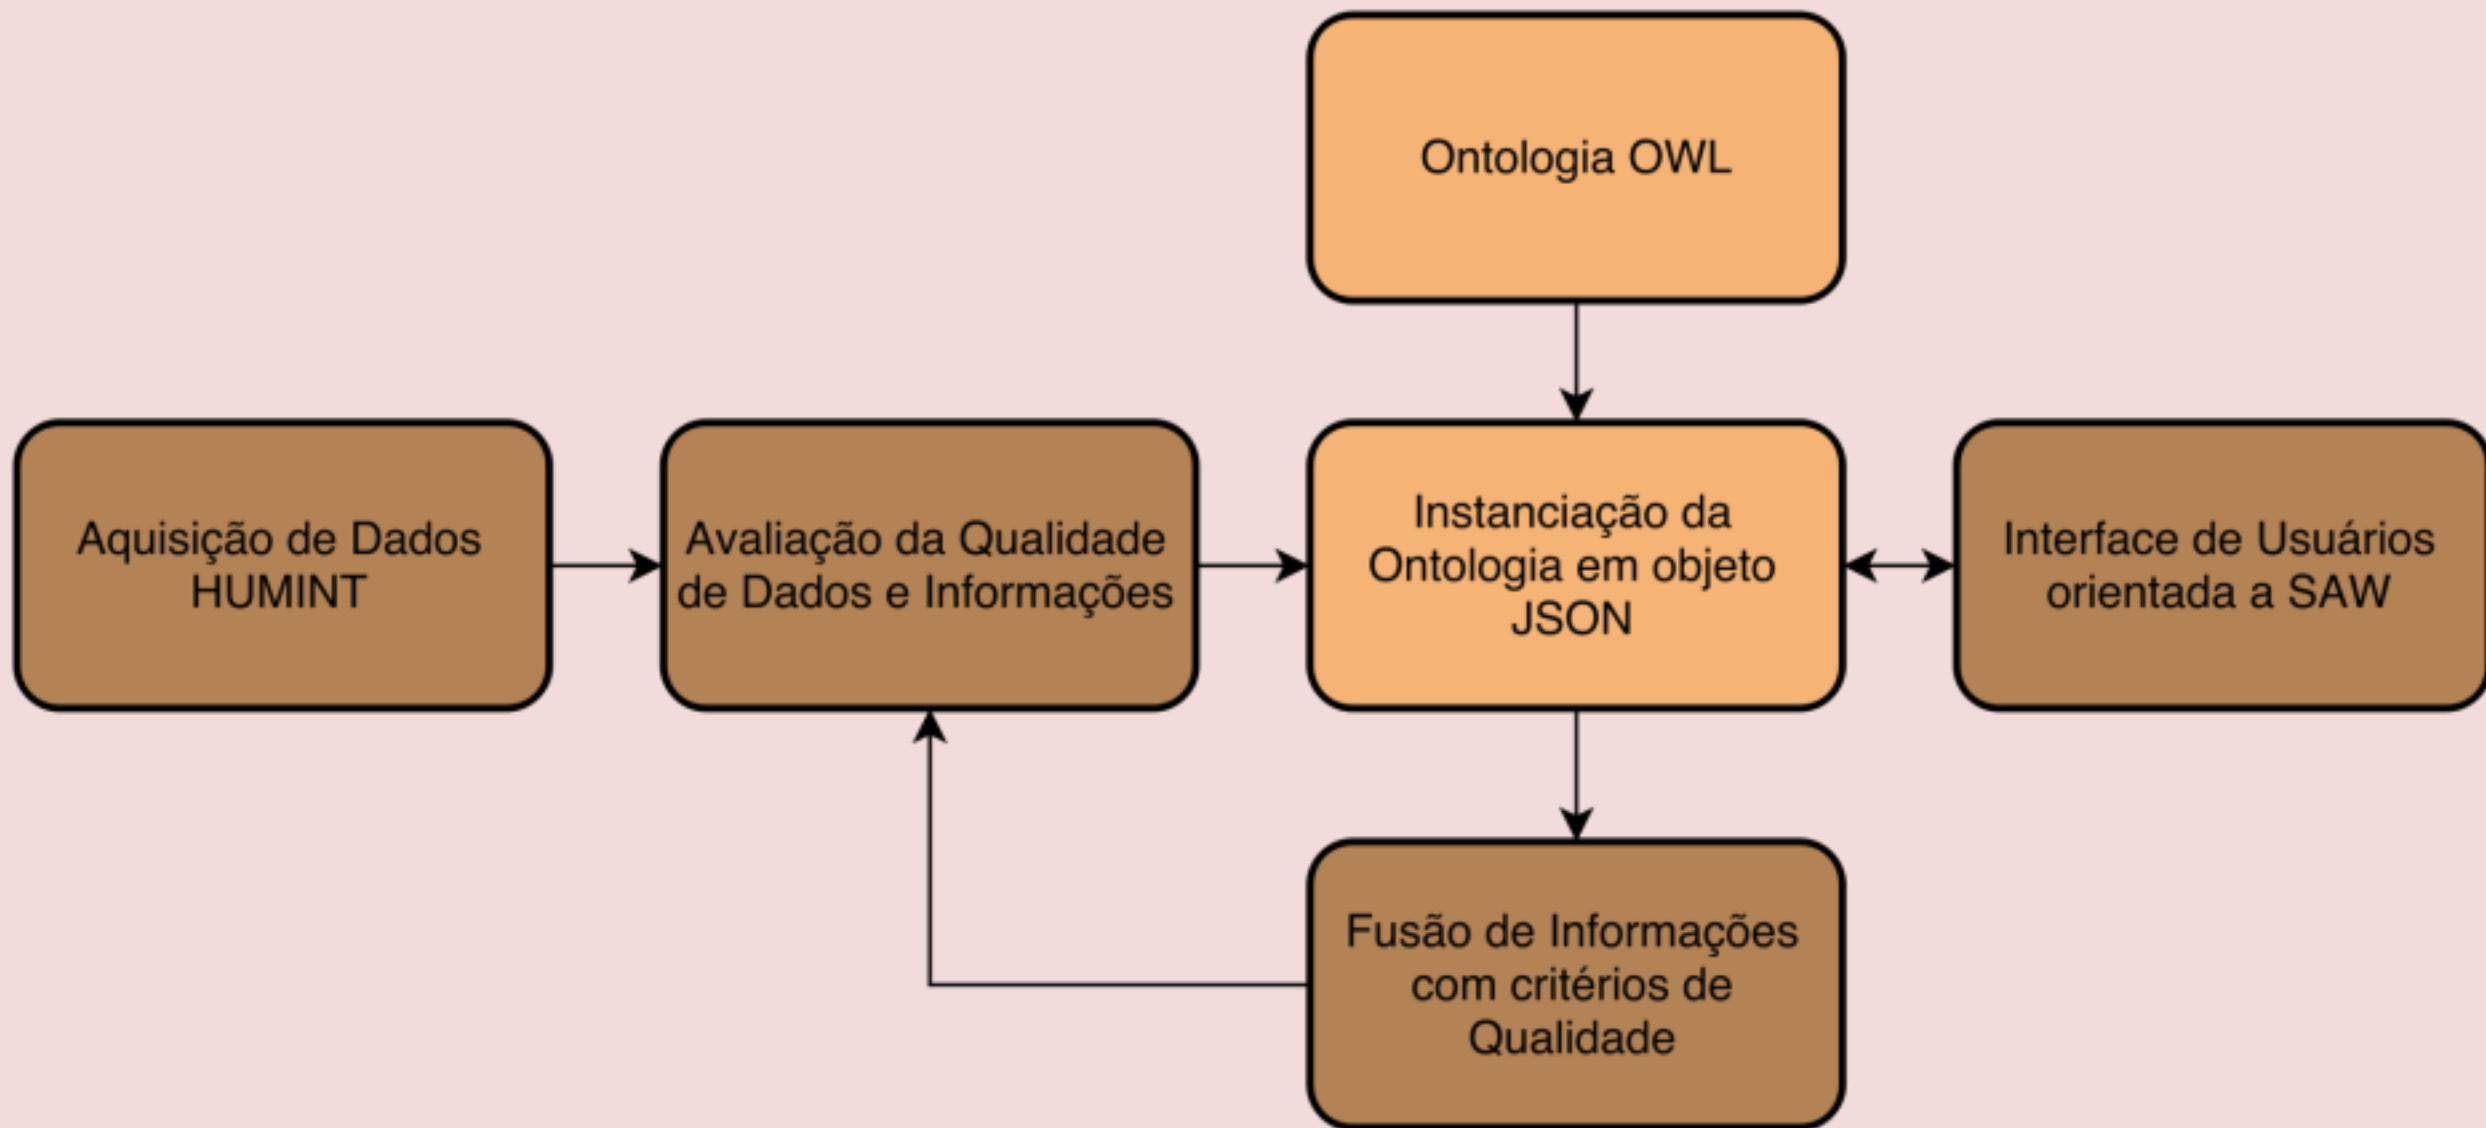 Ontologia OWL
Aquisição de Dados
HUMINT
Avaliação da Qualidade
de Dados e Informações
Instanciação da
Ontologia em objeto
JSON
Interface de Usuários
orientada a SAW
Fusão de Informações
com critérios de
Qualidade